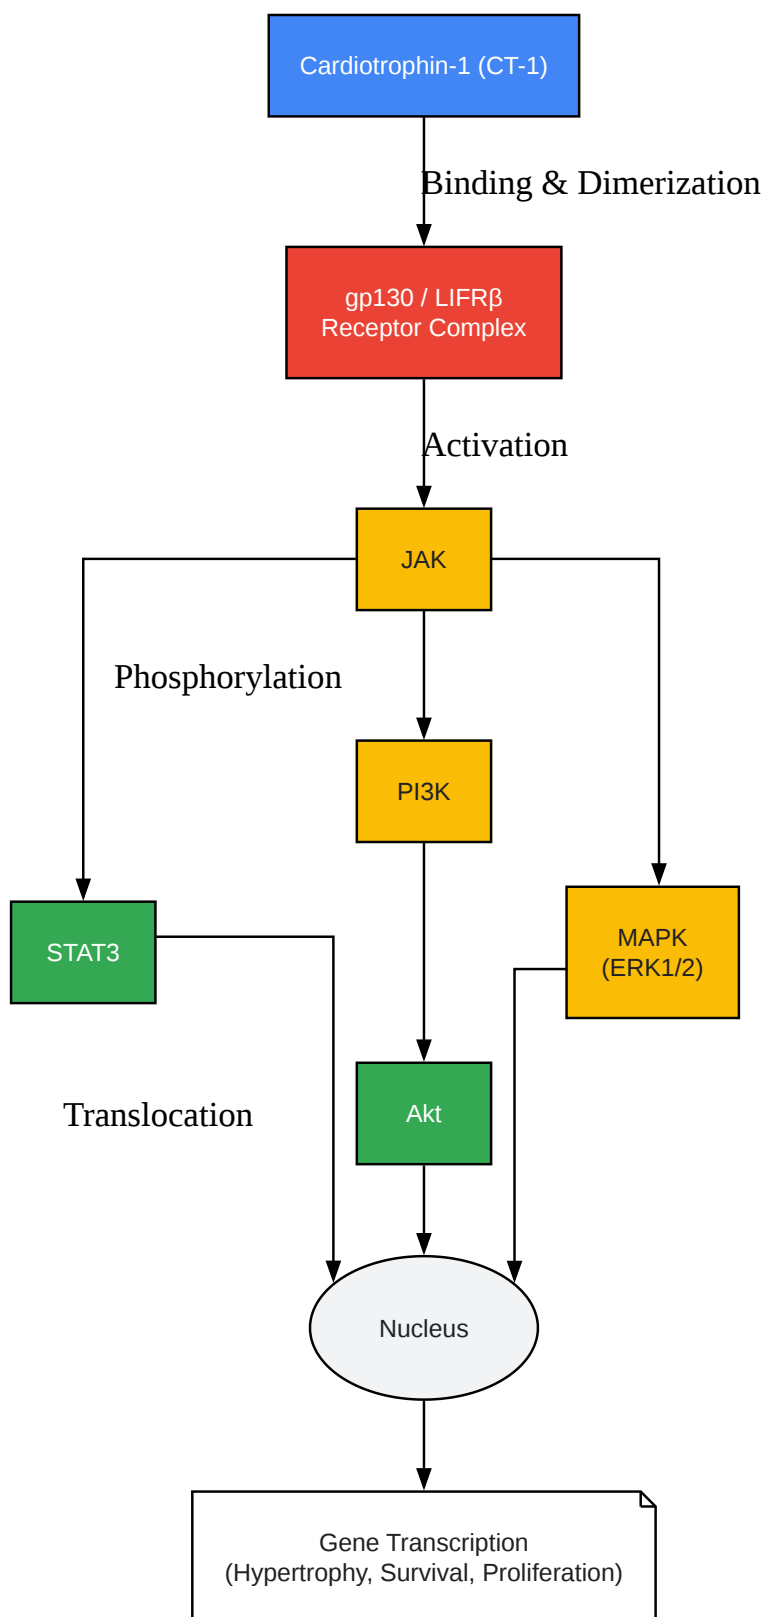 Cardiotrophin-1 (CT-1)
Binding & Dimerization
gp130 / LIFRβ
Receptor Complex
Activation
JAK
Phosphorylation
PI3K
STAT3
MAPK
(ERK1/2)
Translocation
Akt
Nucleus
Gene Transcription
(Hypertrophy, Survival, Proliferation)